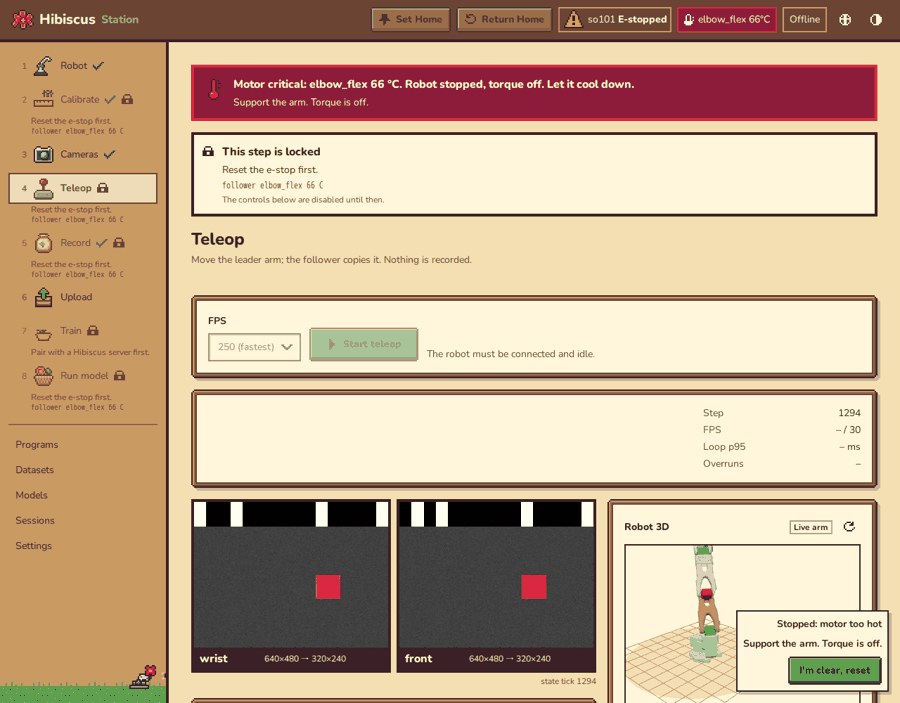 Hibiscus Station
Set Home
Return Home
so101 E-stopped
elbow_flex 66°C
Offline
1 Robot
2 Calibrate
Reset the e-stop first.
follower elbow_flex 66 C
3 Cameras
4 Teleop
Reset the e-stop first.
follower elbow_flex 66 C
5 Record
Reset the e-stop first.
follower elbow_flex 66 C
6 Upload
7 Train
Pair with a Hibiscus server first.
8 Run model
Reset the e-stop first.
follower elbow_flex 66 C
Programs
Datasets
Models
Sessions
Settings
Motor critical: elbow_flex 66 °C. Robot stopped, torque off. Let it cool down.
Support the arm. Torque is off.
This step is locked
Reset the e-stop first.
follower elbow_flex 66 C
The controls below are disabled until then.
Teleop
Move the leader arm; the follower copies it. Nothing is recorded.
FPS
250 (fastest)
Start teleop
The robot must be connected and idle.
Step 1294
FPS – / 30
Loop p95 – ms
Overruns –
wrist 640×480 → 320×240
front 640×480 → 320×240
state tick 1294
Robot 3D
Live arm
Stopped: motor too hot
Support the arm. Torque is off.
I'm clear, reset